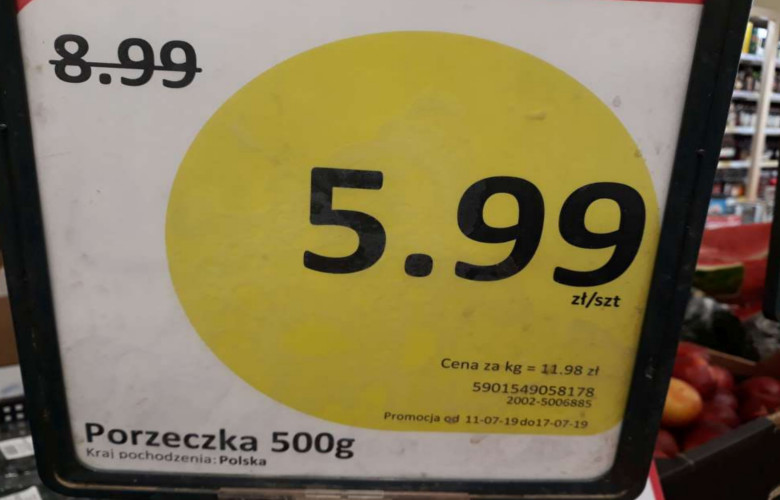 8.99
5.99
zł/szt
Cena za kg = 11.98 zł
5901549058178
2002-5006885
Promocja od 11-07-19do17-07-19
Porzeczka 500g
Kraj pochodzenia: Polska